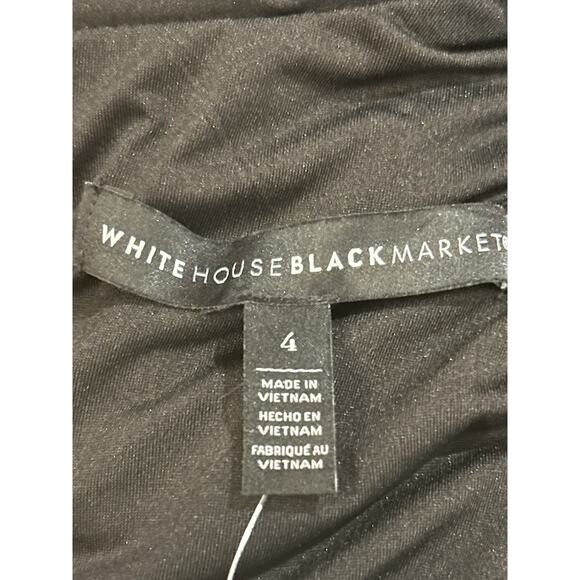 WHITEHOUSEBLACKMARKET®
4
MADE IN
VIETNAM
HECHO EN
VIETNAM
FABRIQUÉ AU
VIETNAM